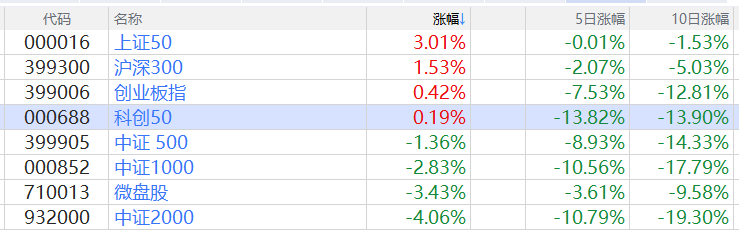 代码 名称 涨幅↓ 5日涨幅 10日涨幅
000016 上证50 3.01% -0.01% -1.53%
399300 沪深300 1.53% -2.07% -5.03%
399006 创业板指 0.42% -7.53% -12.81%
000688 科创50 0.19% -13.82% -13.90%
399905 中证 500 -1.36% -8.93% -14.33%
000852 中证1000 -2.83% -10.56% -17.79%
710013 微盘股 -3.43% -3.61% -9.58%
932000 中证2000 -4.06% -10.79% -19.30%